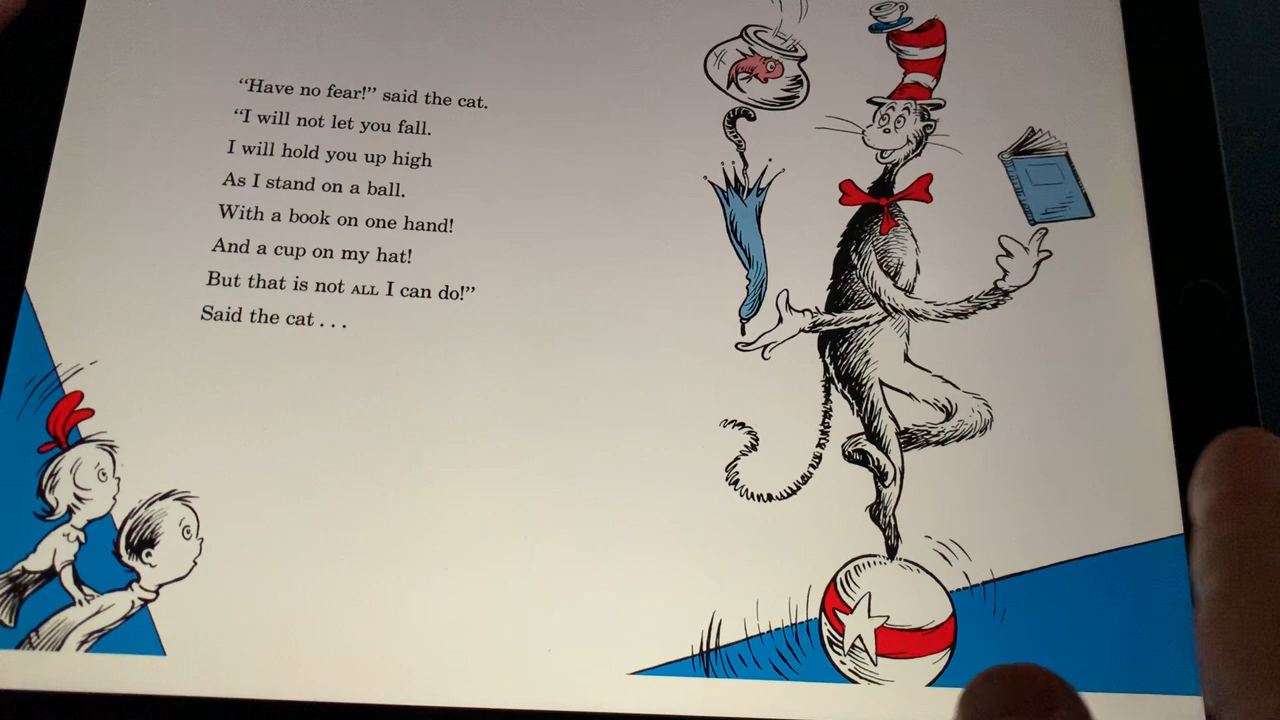 “Have no fear!” said the cat.
“I will not let you fall.
I will hold you up high
As I stand on a ball.
With a book on one hand!
And a cup on my hat!
But that is not ALL I can do!”
Said the cat . . .